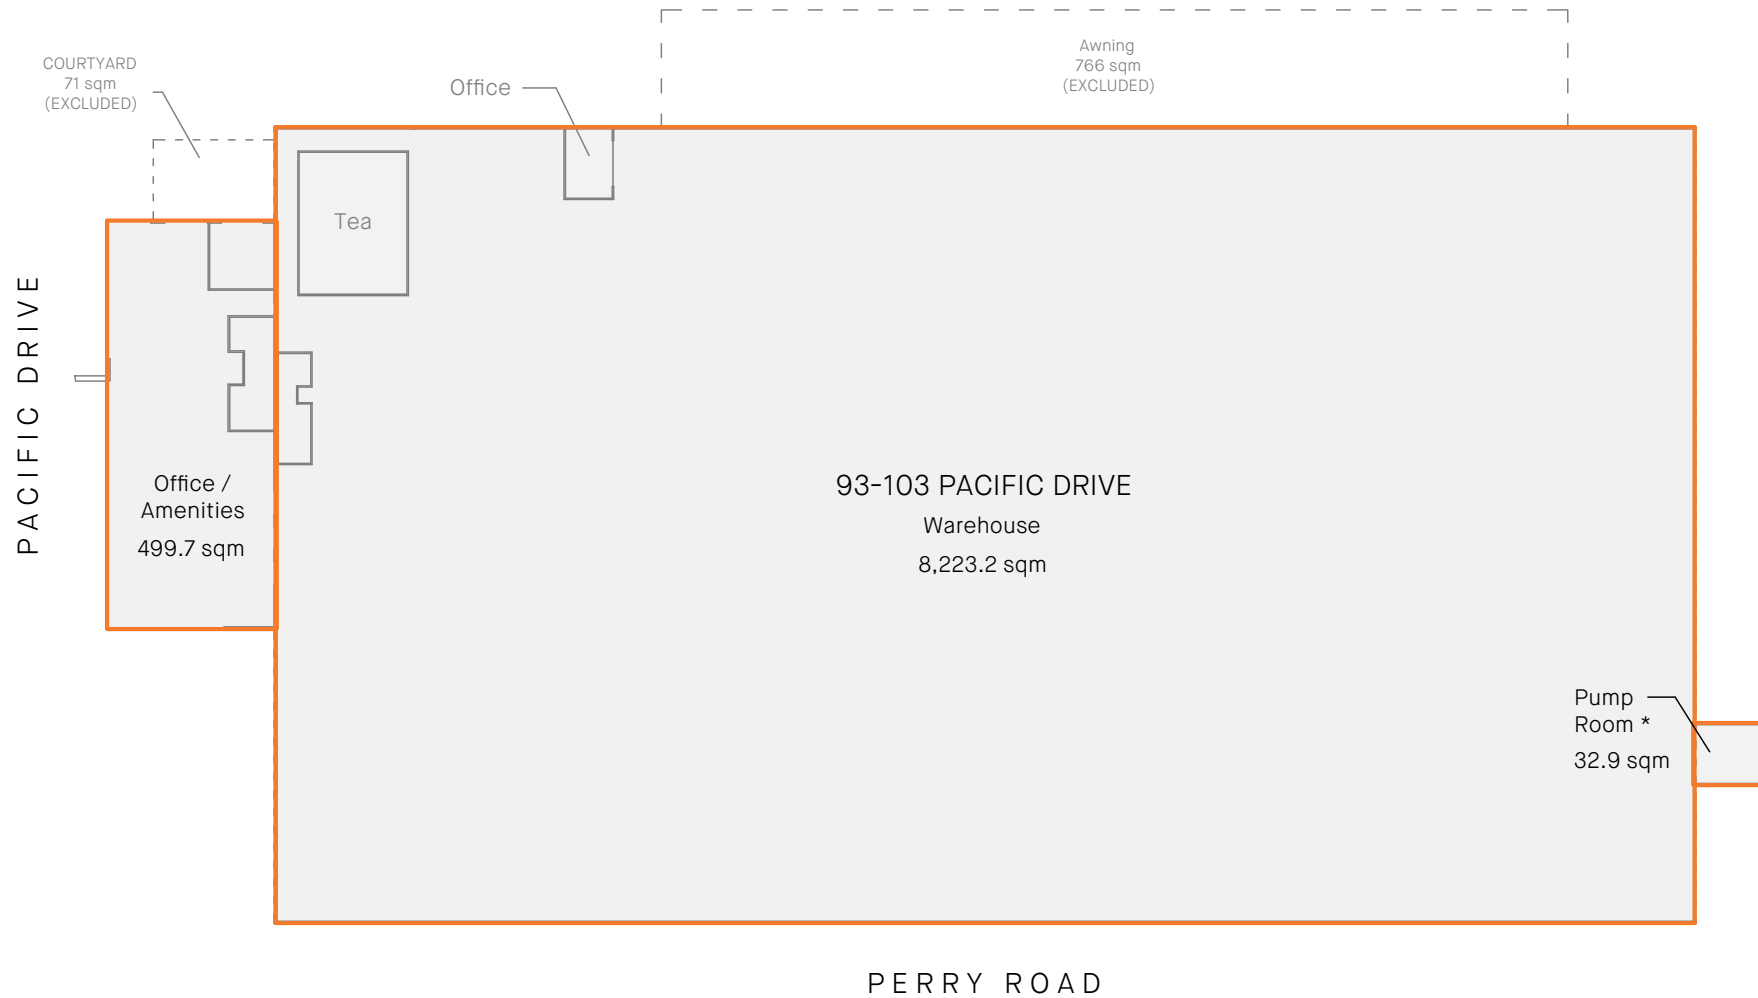 Awning
766 sqm
(EXCLUDED)
COURTYARD
71 sqm
(EXCLUDED)
Office
Tea
PACIFIC DRIVE
Office /
Amenities
499.7 sqm
93-103 PACIFIC DRIVE
Warehouse
8,223.2 sqm
Pump
Room *
32.9 sqm
PERRY ROAD